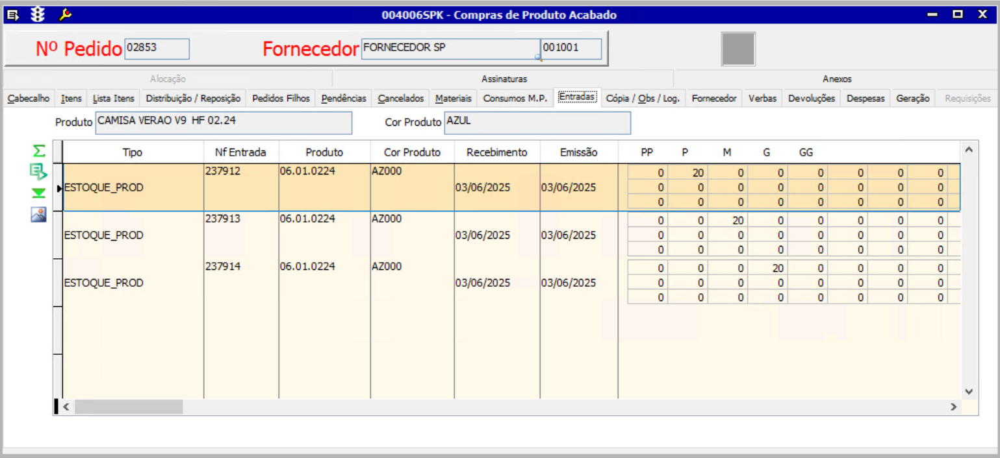 004006SPK - Compras de Produto Acabado
Nº Pedido 02853 Fornecedor FORNECEDOR SP 001001
Alocação Assinaturas Anexos
Cabecalho Itens Lista Itens Distribuição / Reposição Pedidos Filhos Pendências Cancelados Materiais Consumos M.P. Entradas Cópia / Obs / Log. Fornecedor Verbas Devoluções Despesas Geração Requisições
Produto CAMISA VERAO V9 HF 02.24 Cor Produto AZUL
Tipo Nf Entrada Produto Cor Produto Recebimento Emissão PP P M G GG
237912 06.01.0224 AZ000 0 20 0 0 0 0 0 0
ESTOQUE_PROD 03/06/2025 03/06/2025 0 0 0 0 0 0 0 0
0 0 0 0 0 0 0 0
237913 06.01.0224 AZ000 0 0 20 0 0 0 0 0
ESTOQUE_PROD 03/06/2025 03/06/2025 0 0 0 0 0 0 0 0
0 0 0 0 0 0 0 0
237914 06.01.0224 AZ000 0 0 0 20 0 0 0 0
ESTOQUE_PROD 03/06/2025 03/06/2025 0 0 0 0 0 0 0 0
0 0 0 0 0 0 0 0